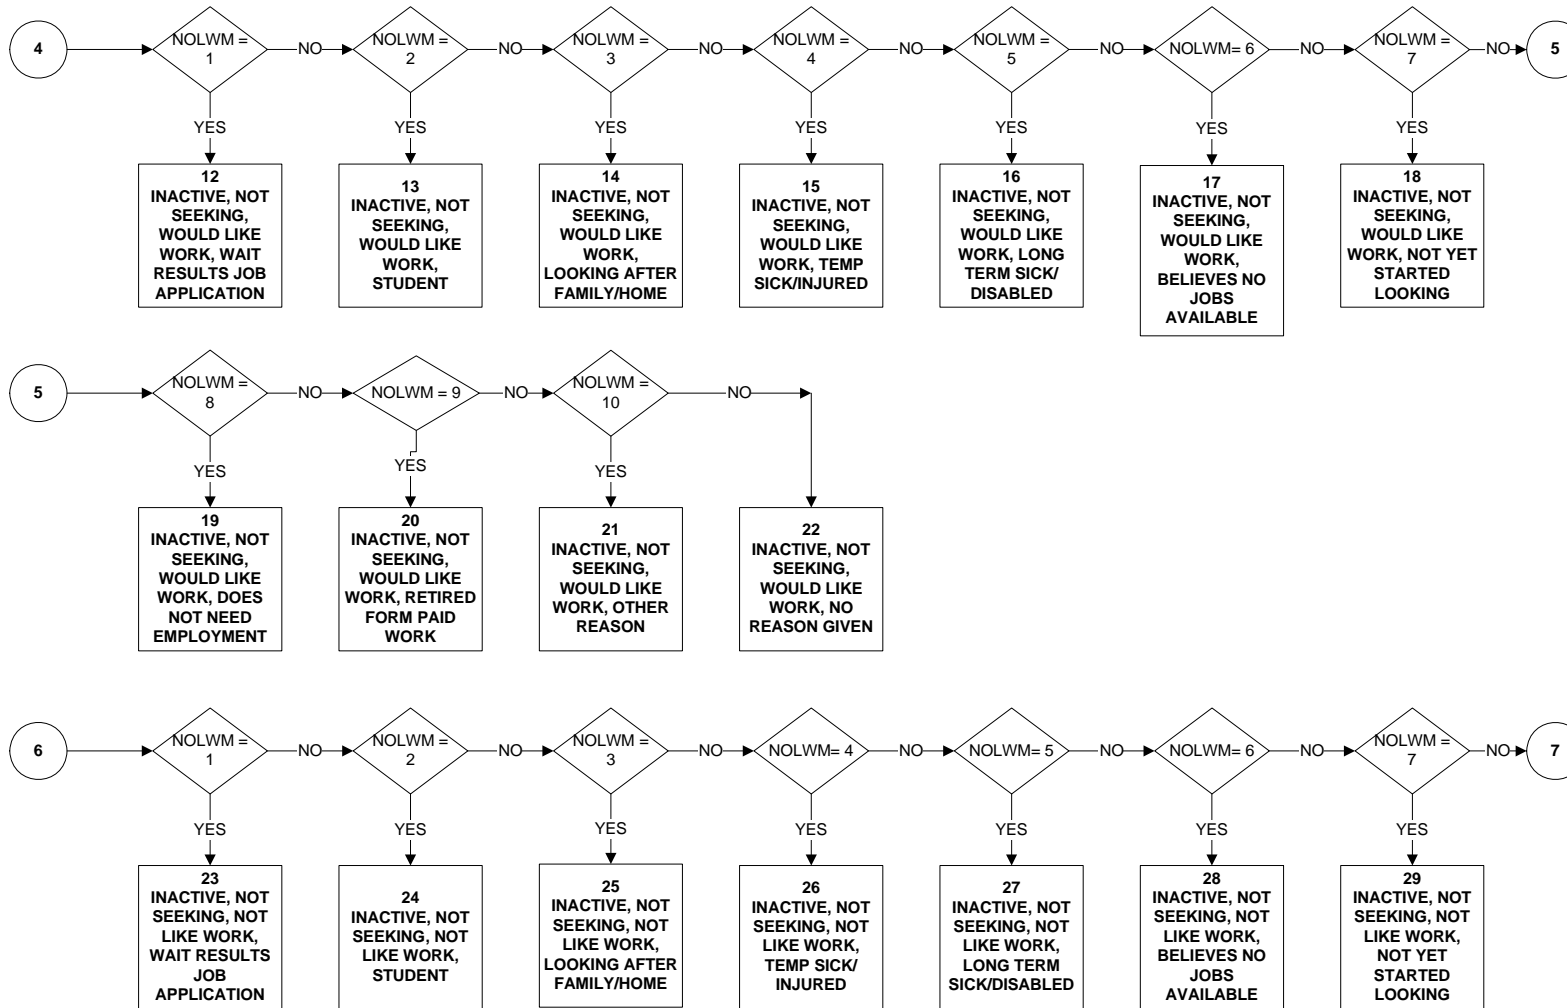 4
NOLWM =
1
NO
NOLWM =
2
NO
NOLWM =
3
NO
NOLWM =
4
NO
NOLWM =
5
NO
NOLWM= 6
NO
NOLWM =
7
NO
5
YES
YES
YES
YES
YES
YES
YES
12
INACTIVE, NOT
SEEKING,
WOULD LIKE
WORK, WAIT
RESULTS JOB
APPLICATION
13
INACTIVE, NOT
SEEKING,
WOULD LIKE
WORK,
STUDENT
14
INACTIVE, NOT
SEEKING,
WOULD LIKE
WORK,
LOOKING AFTER
FAMILY/HOME
15
INACTIVE, NOT
SEEKING,
WOULD LIKE
WORK, TEMP
SICK/INJURED
16
INACTIVE, NOT
SEEKING,
WOULD LIKE
WORK, LONG
TERM SICK/
DISABLED
17
INACTIVE, NOT
SEEKING,
WOULD LIKE
WORK,
BELIEVES NO
JOBS
AVAILABLE
18
INACTIVE, NOT
SEEKING,
WOULD LIKE
WORK, NOT YET
STARTED
LOOKING
5
NOLWM =
8
NO
NOLWM = 9
NO
NOLWM =
10
NO
YES
YES
YES
19
INACTIVE, NOT
SEEKING,
WOULD LIKE
WORK, DOES
NOT NEED
EMPLOYMENT
20
INACTIVE, NOT
SEEKING,
WOULD LIKE
WORK, RETIRED
FORM PAID
WORK
21
INACTIVE, NOT
SEEKING,
WOULD LIKE
WORK, OTHER
REASON
22
INACTIVE, NOT
SEEKING,
WOULD LIKE
WORK, NO
REASON GIVEN
6
NOLWM =
1
NO
NOLWM =
2
NO
NOLWM =
3
NO
NOLWM= 4
NO
NOLWM= 5
NO
NOLWM= 6
NO
NOLWM =
7
NO
7
YES
YES
YES
YES
YES
YES
YES
23
INACTIVE, NOT
SEEKING, NOT
LIKE WORK,
WAIT RESULTS
JOB
APPLICATION
24
INACTIVE, NOT
SEEKING, NOT
LIKE WORK,
STUDENT
25
INACTIVE, NOT
SEEKING, NOT
LIKE WORK,
LOOKING AFTER
FAMILY/HOME
26
INACTIVE, NOT
SEEKING, NOT
LIKE WORK,
TEMP SICK/
INJURED
27
INACTIVE, NOT
SEEKING, NOT
LIKE WORK,
LONG TERM
SICK/DISABLED
28
INACTIVE, NOT
SEEKING, NOT
LIKE WORK,
BELIEVES NO
JOBS
AVAILABLE
29
INACTIVE, NOT
SEEKING, NOT
LIKE WORK,
NOT YET
STARTED
LOOKING